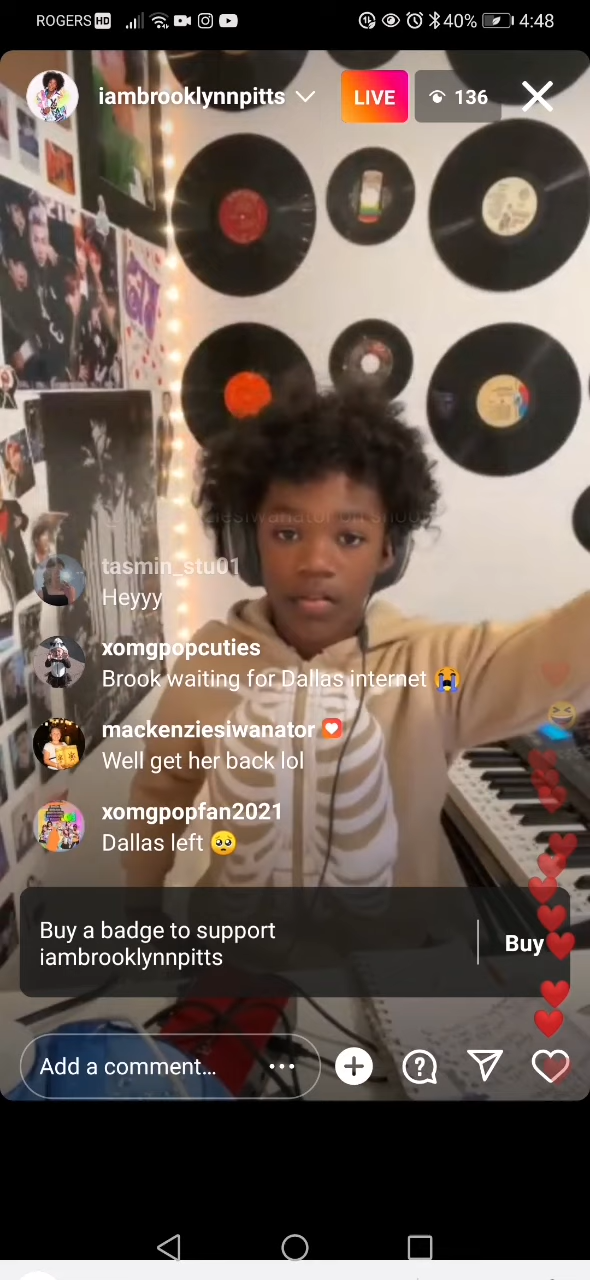 ROGERS HD 40% 4:48
iambrooklynnpitts LIVE 136
tasmin_stu01
Heyyy
xomgpopcuties
Brook waiting for Dallas internet 😭
mackenziesiwanator
Well get her back lol
xomgpopfan2021
Dallas left 🥺
Buy a badge to support
iambrooklynnpitts
Buy
Add a comment...